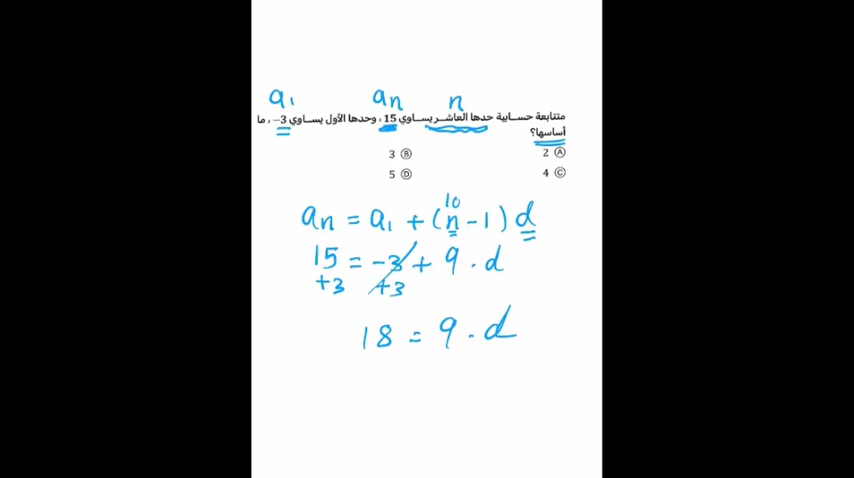 a₁ an n
متتابعة حسابية حدها العاشر يساوي 15، وحدها الأول يساوي 3−، ما
أساسها؟
2 Ⓐ 3 Ⓑ
4 Ⓒ 5 Ⓓ
10
an = a₁ + (n − 1) d
15 = −3 + 9 . d
+3 +3
18 = 9 . d